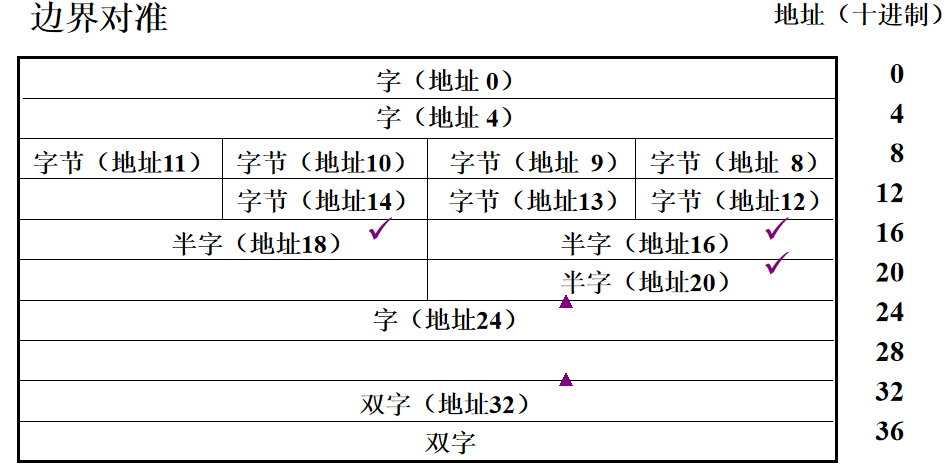 边界对准 地址（十进制）
字（地址 0） 0
字（地址 4） 4
字节（地址11） 字节（地址10） 字节（地址 9） 字节（地址 8） 8
字节（地址14） 字节（地址13） 字节（地址12） 12
半字（地址18） 半字（地址16） 16
半字（地址20） 20
字（地址24） 24
28
双字（地址32） 32
双字 36